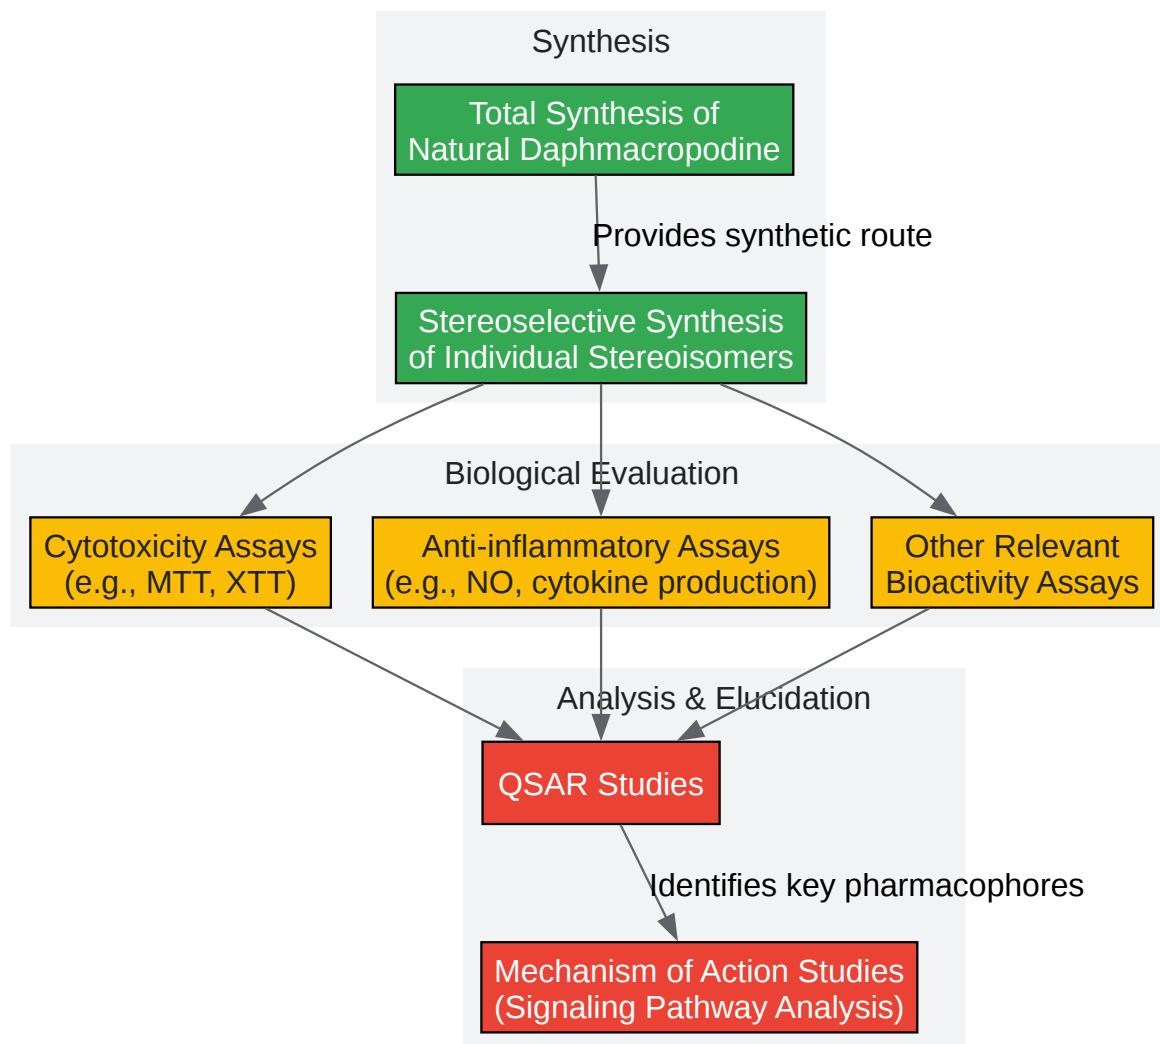 Synthesis
Total Synthesis of
Natural Daphmacropodine
Provides synthetic route
Stereoselective Synthesis
of Individual Stereoisomers
Biological Evaluation
Cytotoxicity Assays
(e.g., MTT, XTT)
Anti-inflammatory Assays
(e.g., NO, cytokine production)
Other Relevant
Bioactivity Assays
Analysis & Elucidation
QSAR Studies
Identifies key pharmacophores
Mechanism of Action Studies
(Signaling Pathway Analysis)